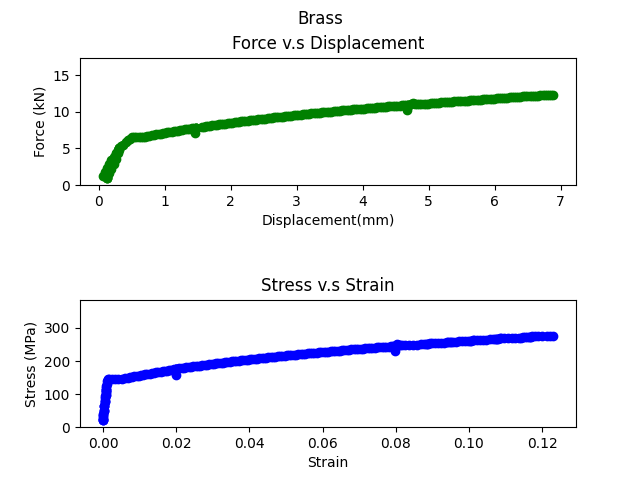 Brass
Force v.s Displacement
15
10
5
0
Force (kN)
0 1 2 3 4 5 6 7
Displacement(mm)
Stress v.s Strain
300
200
100
0
Stress (MPa)
0.00 0.02 0.04 0.06 0.08 0.10 0.12
Strain